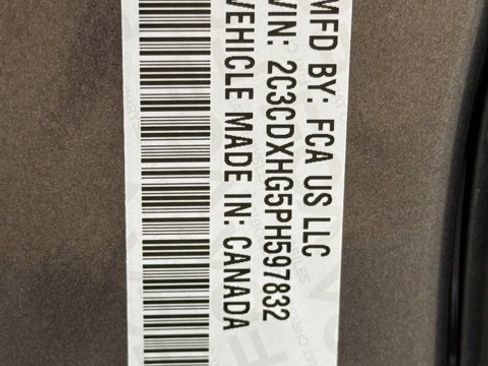 MFD BY: FCA US LLC
VIN: 2C3CDXHG5PH597832
VEHICLE MADE IN: CANADA